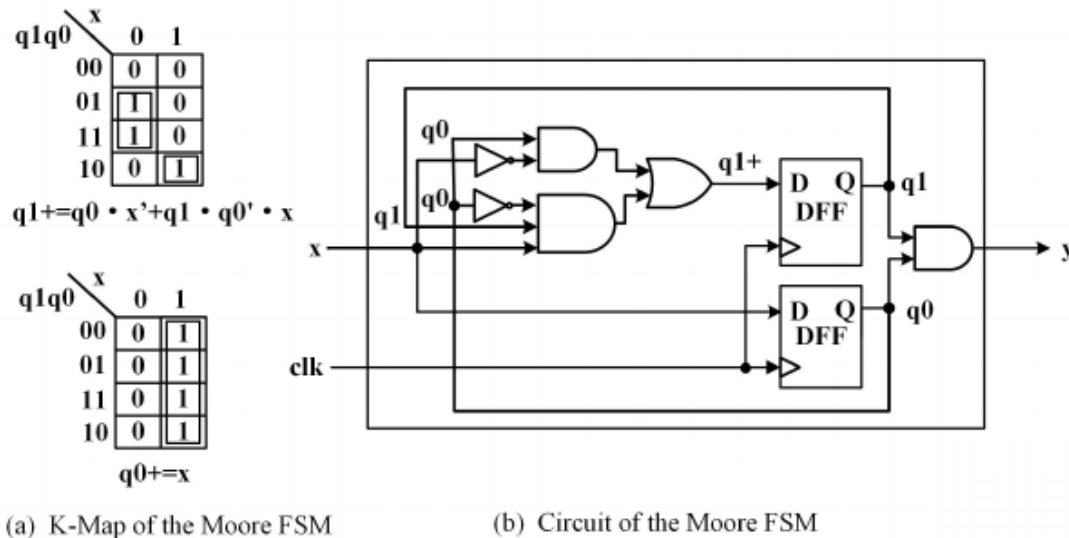 x
q1q0 0 1
00 0 0
01 1 0
11 1 0
10 0 1
q1+=q0 · x’+q1 · q0' · x
x
q1q0 0 1
00 0 1
01 0 1
11 0 1
10 0 1
q0+=x
(a) K-Map of the Moore FSM
q0
q1+
D Q
DFF
q1
q0
q1
x
y
D Q
DFF
q0
clk
(b) Circuit of the Moore FSM